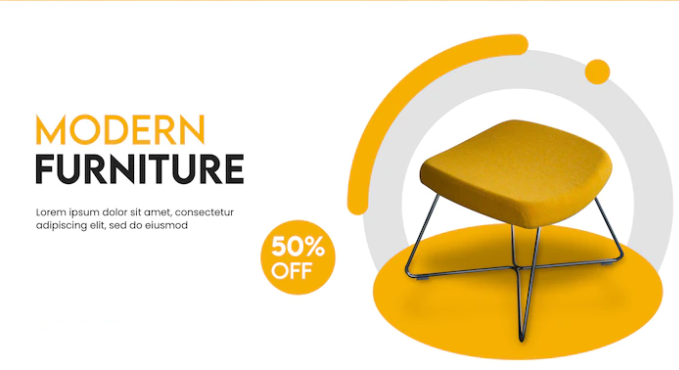 MODERN
FURNITURE
Lorem ipsum dolor sit amet, consectetur
adipiscing elit, sed do eiusmod
50%
OFF